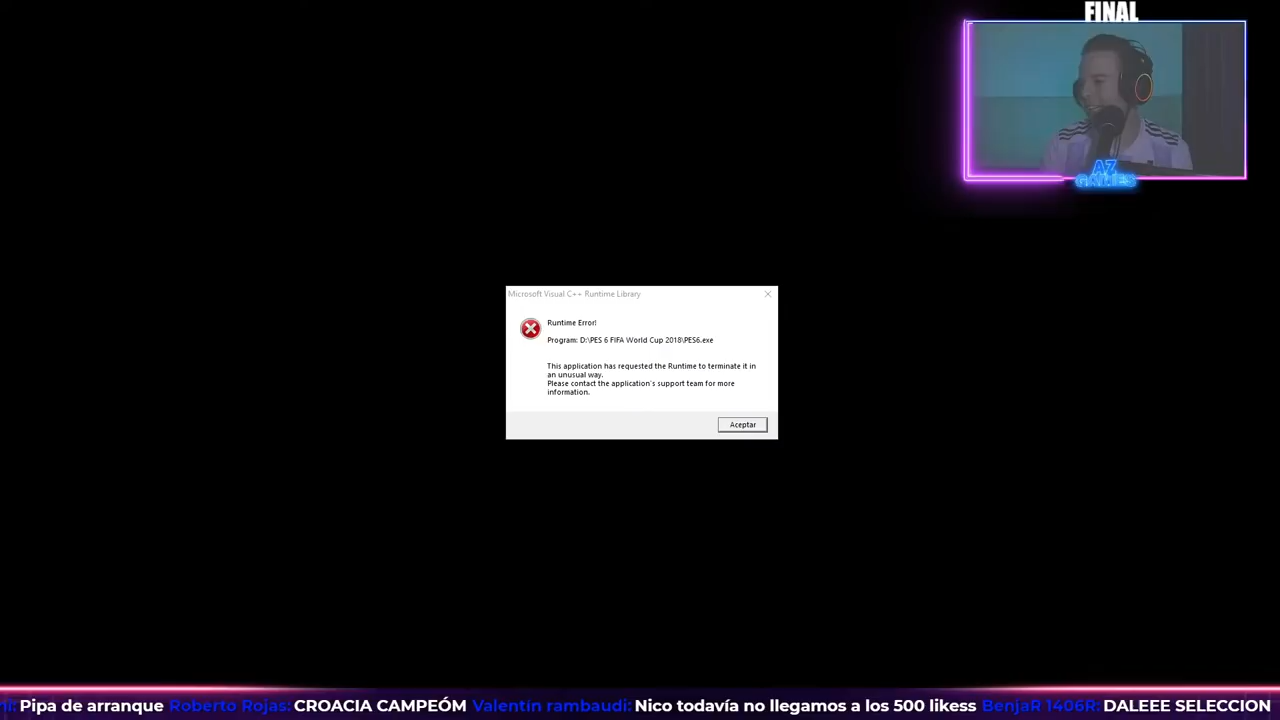 FINAL
AZ
GAMES
Microsoft Visual C++ Runtime Library
Runtime Error!
Program: D:\PES 6 FIFA World Cup 2018\PES6.exe
This application has requested the Runtime to terminate it in
an unusual way.
Please contact the application's support team for more
information.
Aceptar
Pipa de arranque Roberto Rojas: CROACIA CAMPEÓM Valentín rambaudi: Nico todavía no llegamos a los 500 likess BenjaR 1406R: DALEEE SELECCION